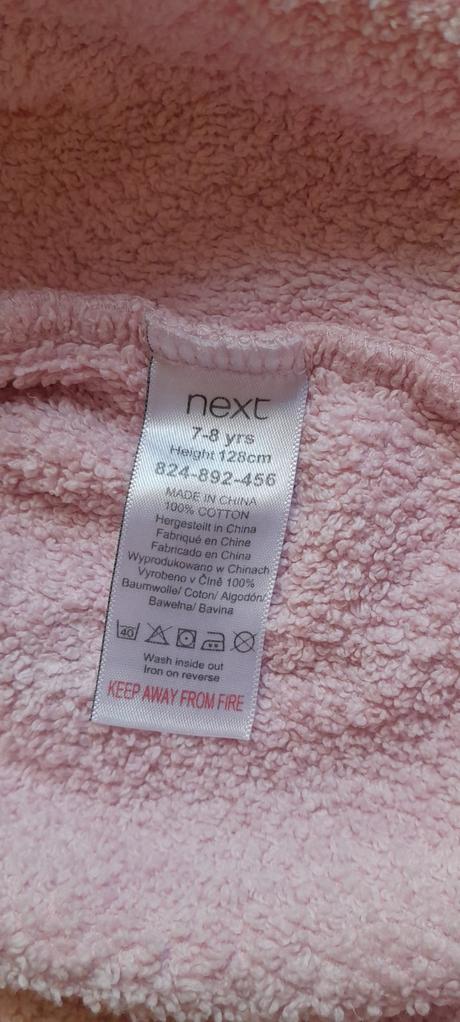 next
7-8 yrs
Height 128cm
824-892-456
MADE IN CHINA
100% COTTON
Hergestellt in China
Fabriqué en Chine
Fabricado en China
Wyprodukowano w Chinach
Vyrobeno v Číně 100%
Baumwolle/ Coton/ Algodón/
Bawełna/ Bavlna
40
Wash inside out
Iron on reverse
KEEP AWAY FROM FIRE